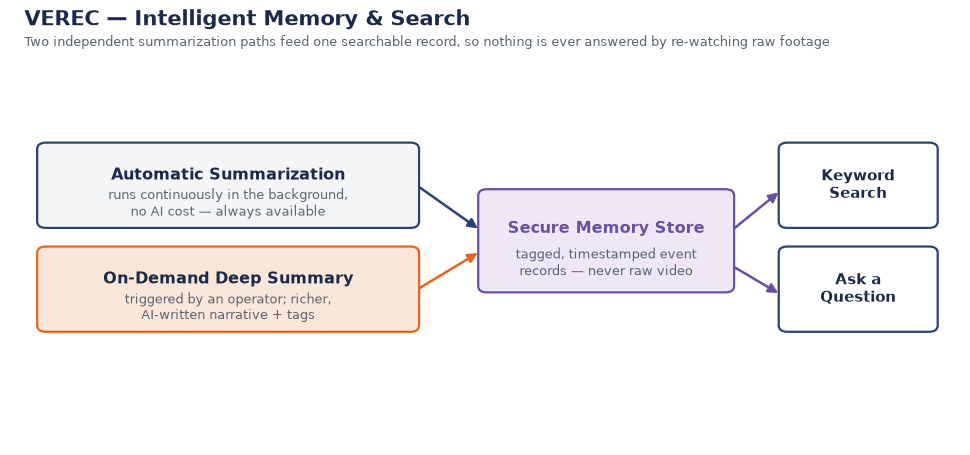 VEREC — Intelligent Memory & Search
Two independent summarization paths feed one searchable record, so nothing is ever answered by re-watching raw footage
Automatic Summarization
runs continuously in the background,
no AI cost — always available
On-Demand Deep Summary
triggered by an operator; richer,
AI-written narrative + tags
Secure Memory Store
tagged, timestamped event
records — never raw video
Keyword
Search
Ask a
Question